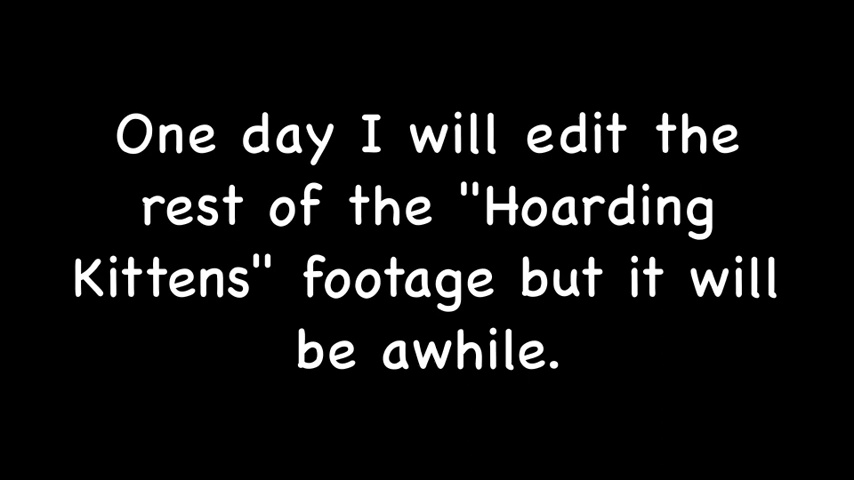 One day I will edit the
rest of the "Hoarding
Kittens" footage but it will
be awhile.